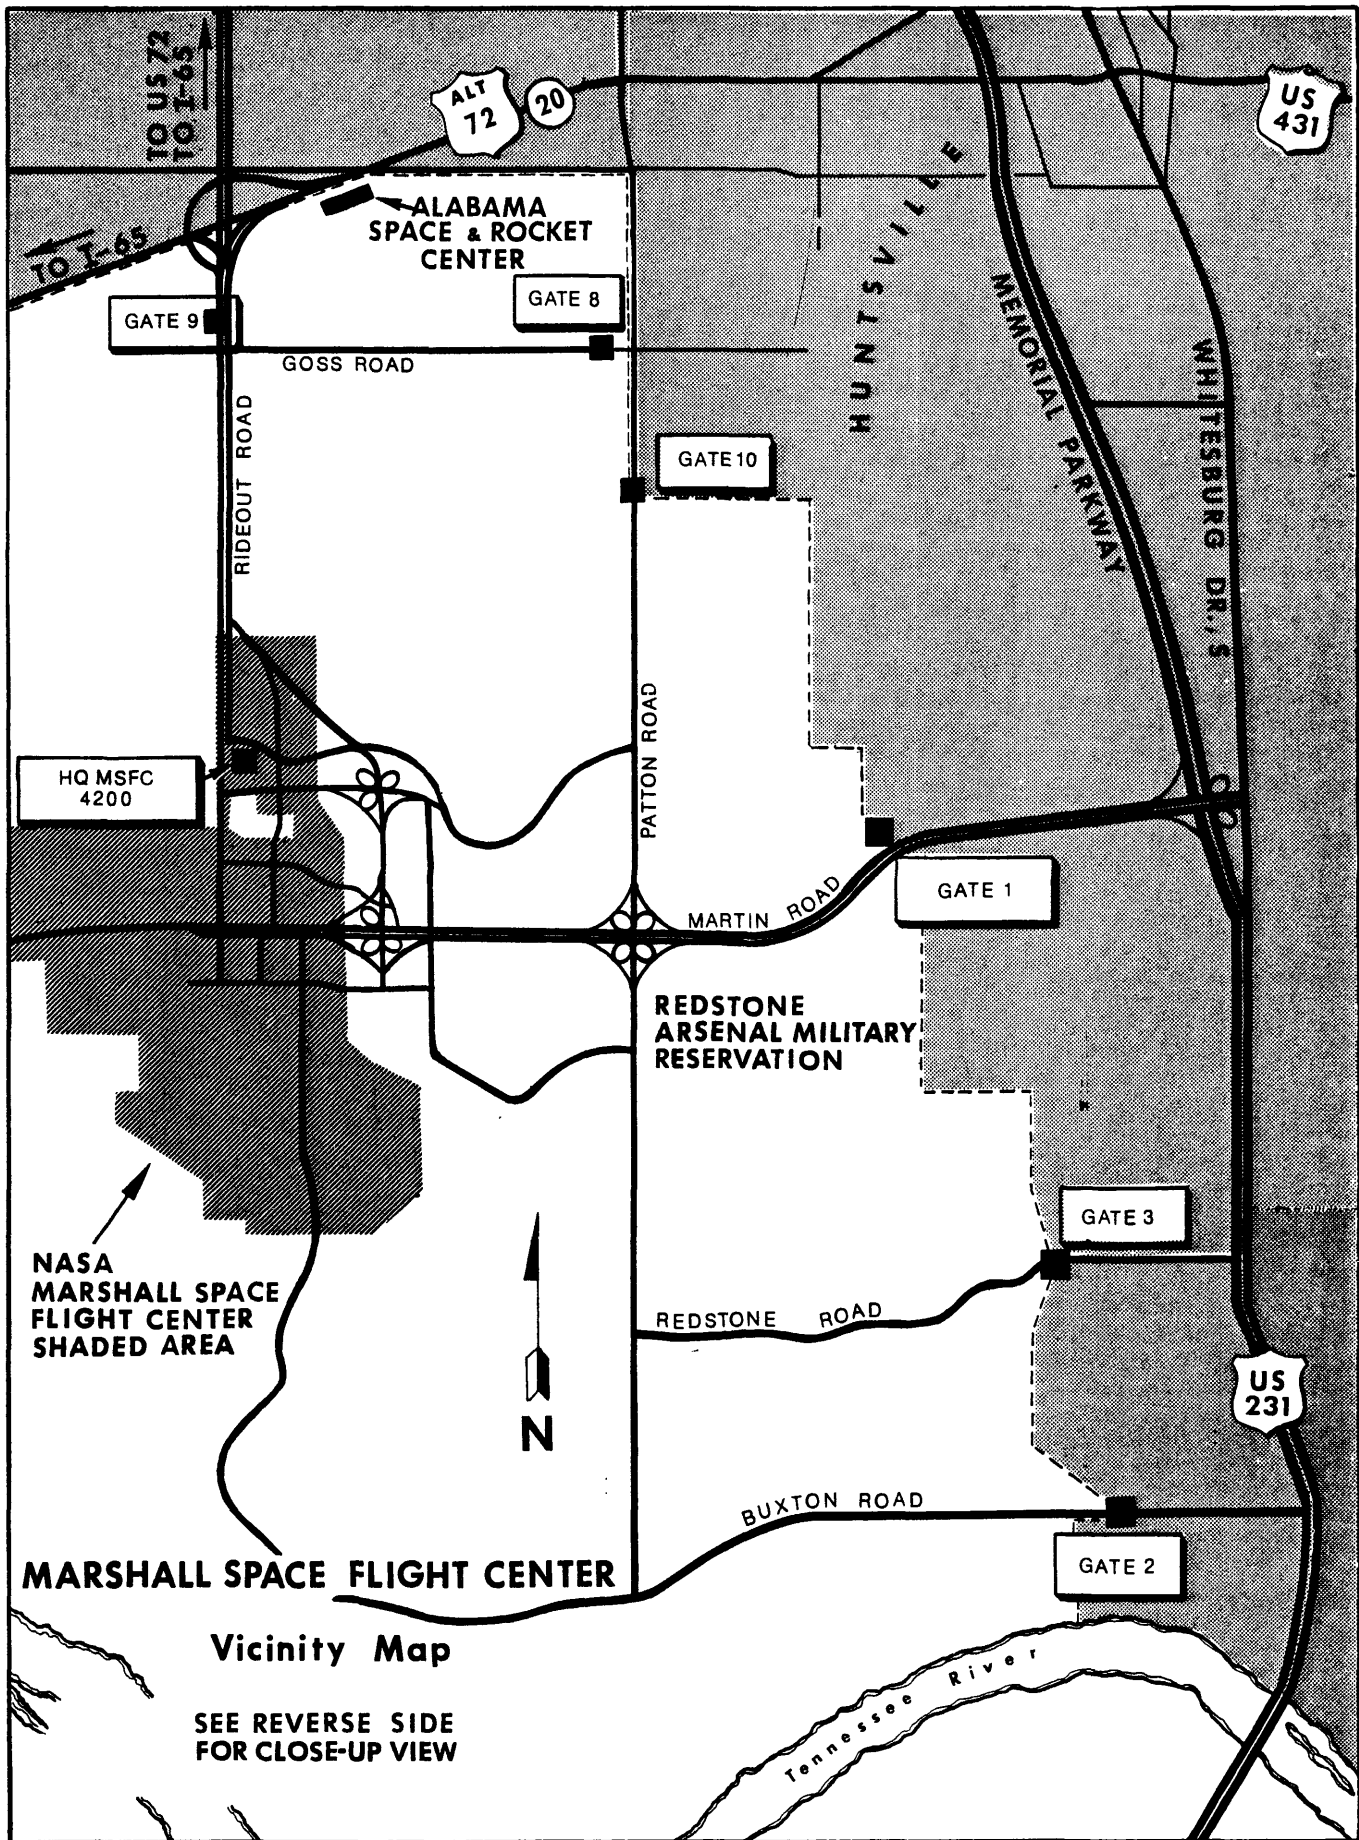 TO US 72
TO I-65
ALT
72
20
US
431
ALABAMA
SPACE & ROCKET
CENTER
TO I-65
HUNTSVILLE
GATE 8
GATE 9
GOSS ROAD
MEMORIAL PARKWAY
WHITESBURG DR., S
RIDEOUT ROAD
GATE 10
PATTON ROAD
HQ MSFC
4200
GATE 1
MARTIN ROAD
REDSTONE
ARSENAL MILITARY
RESERVATION
GATE 3
NASA
MARSHALL SPACE
FLIGHT CENTER
SHADED AREA
REDSTONE ROAD
US
231
N
BUXTON ROAD
GATE 2
MARSHALL SPACE FLIGHT CENTER
Vicinity Map
Tennessee River
SEE REVERSE SIDE
FOR CLOSE-UP VIEW